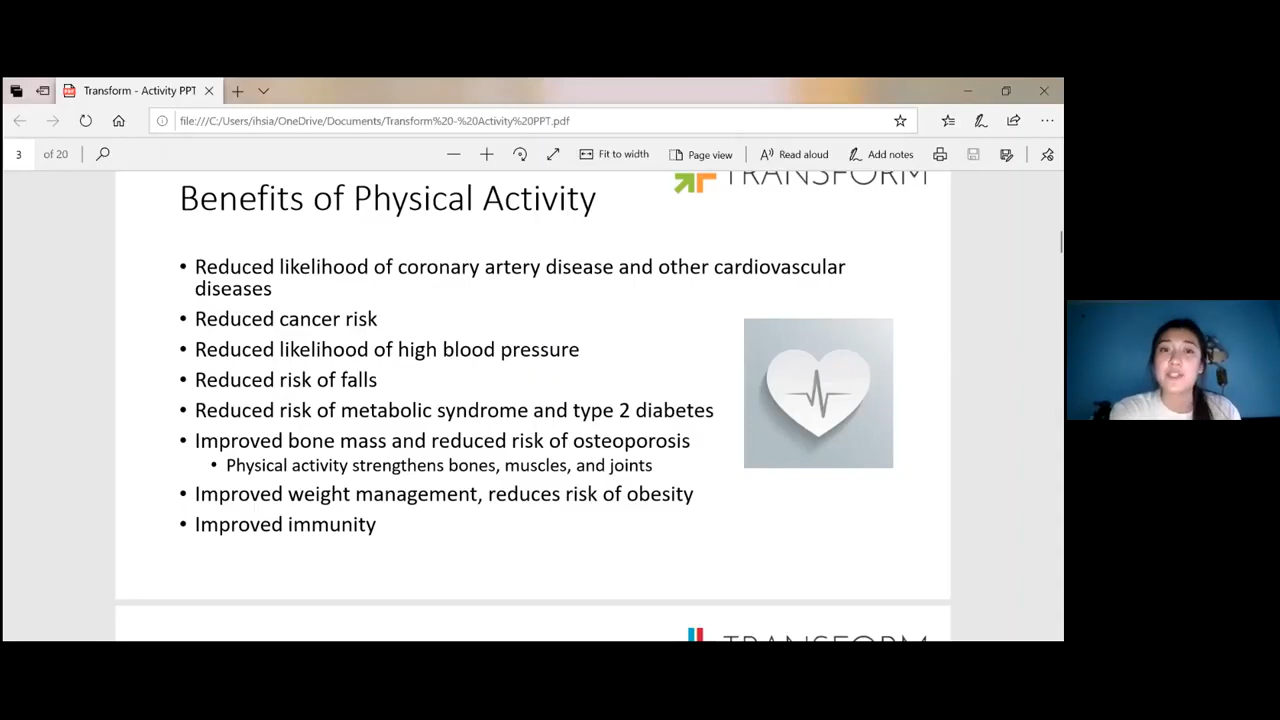 Transform - Activity PPT
file:///C:/Users/ihsia/OneDrive/Documents/Transform%20-%20Activity%20PPT.pdf
3 of 20 Fit to width Page view Read aloud Add notes
TRANSFORM
Benefits of Physical Activity
• Reduced likelihood of coronary artery disease and other cardiovascular
diseases
• Reduced cancer risk
• Reduced likelihood of high blood pressure
• Reduced risk of falls
• Reduced risk of metabolic syndrome and type 2 diabetes
• Improved bone mass and reduced risk of osteoporosis
• Physical activity strengthens bones, muscles, and joints
• Improved weight management, reduces risk of obesity
• Improved immunity
TRANSFORM